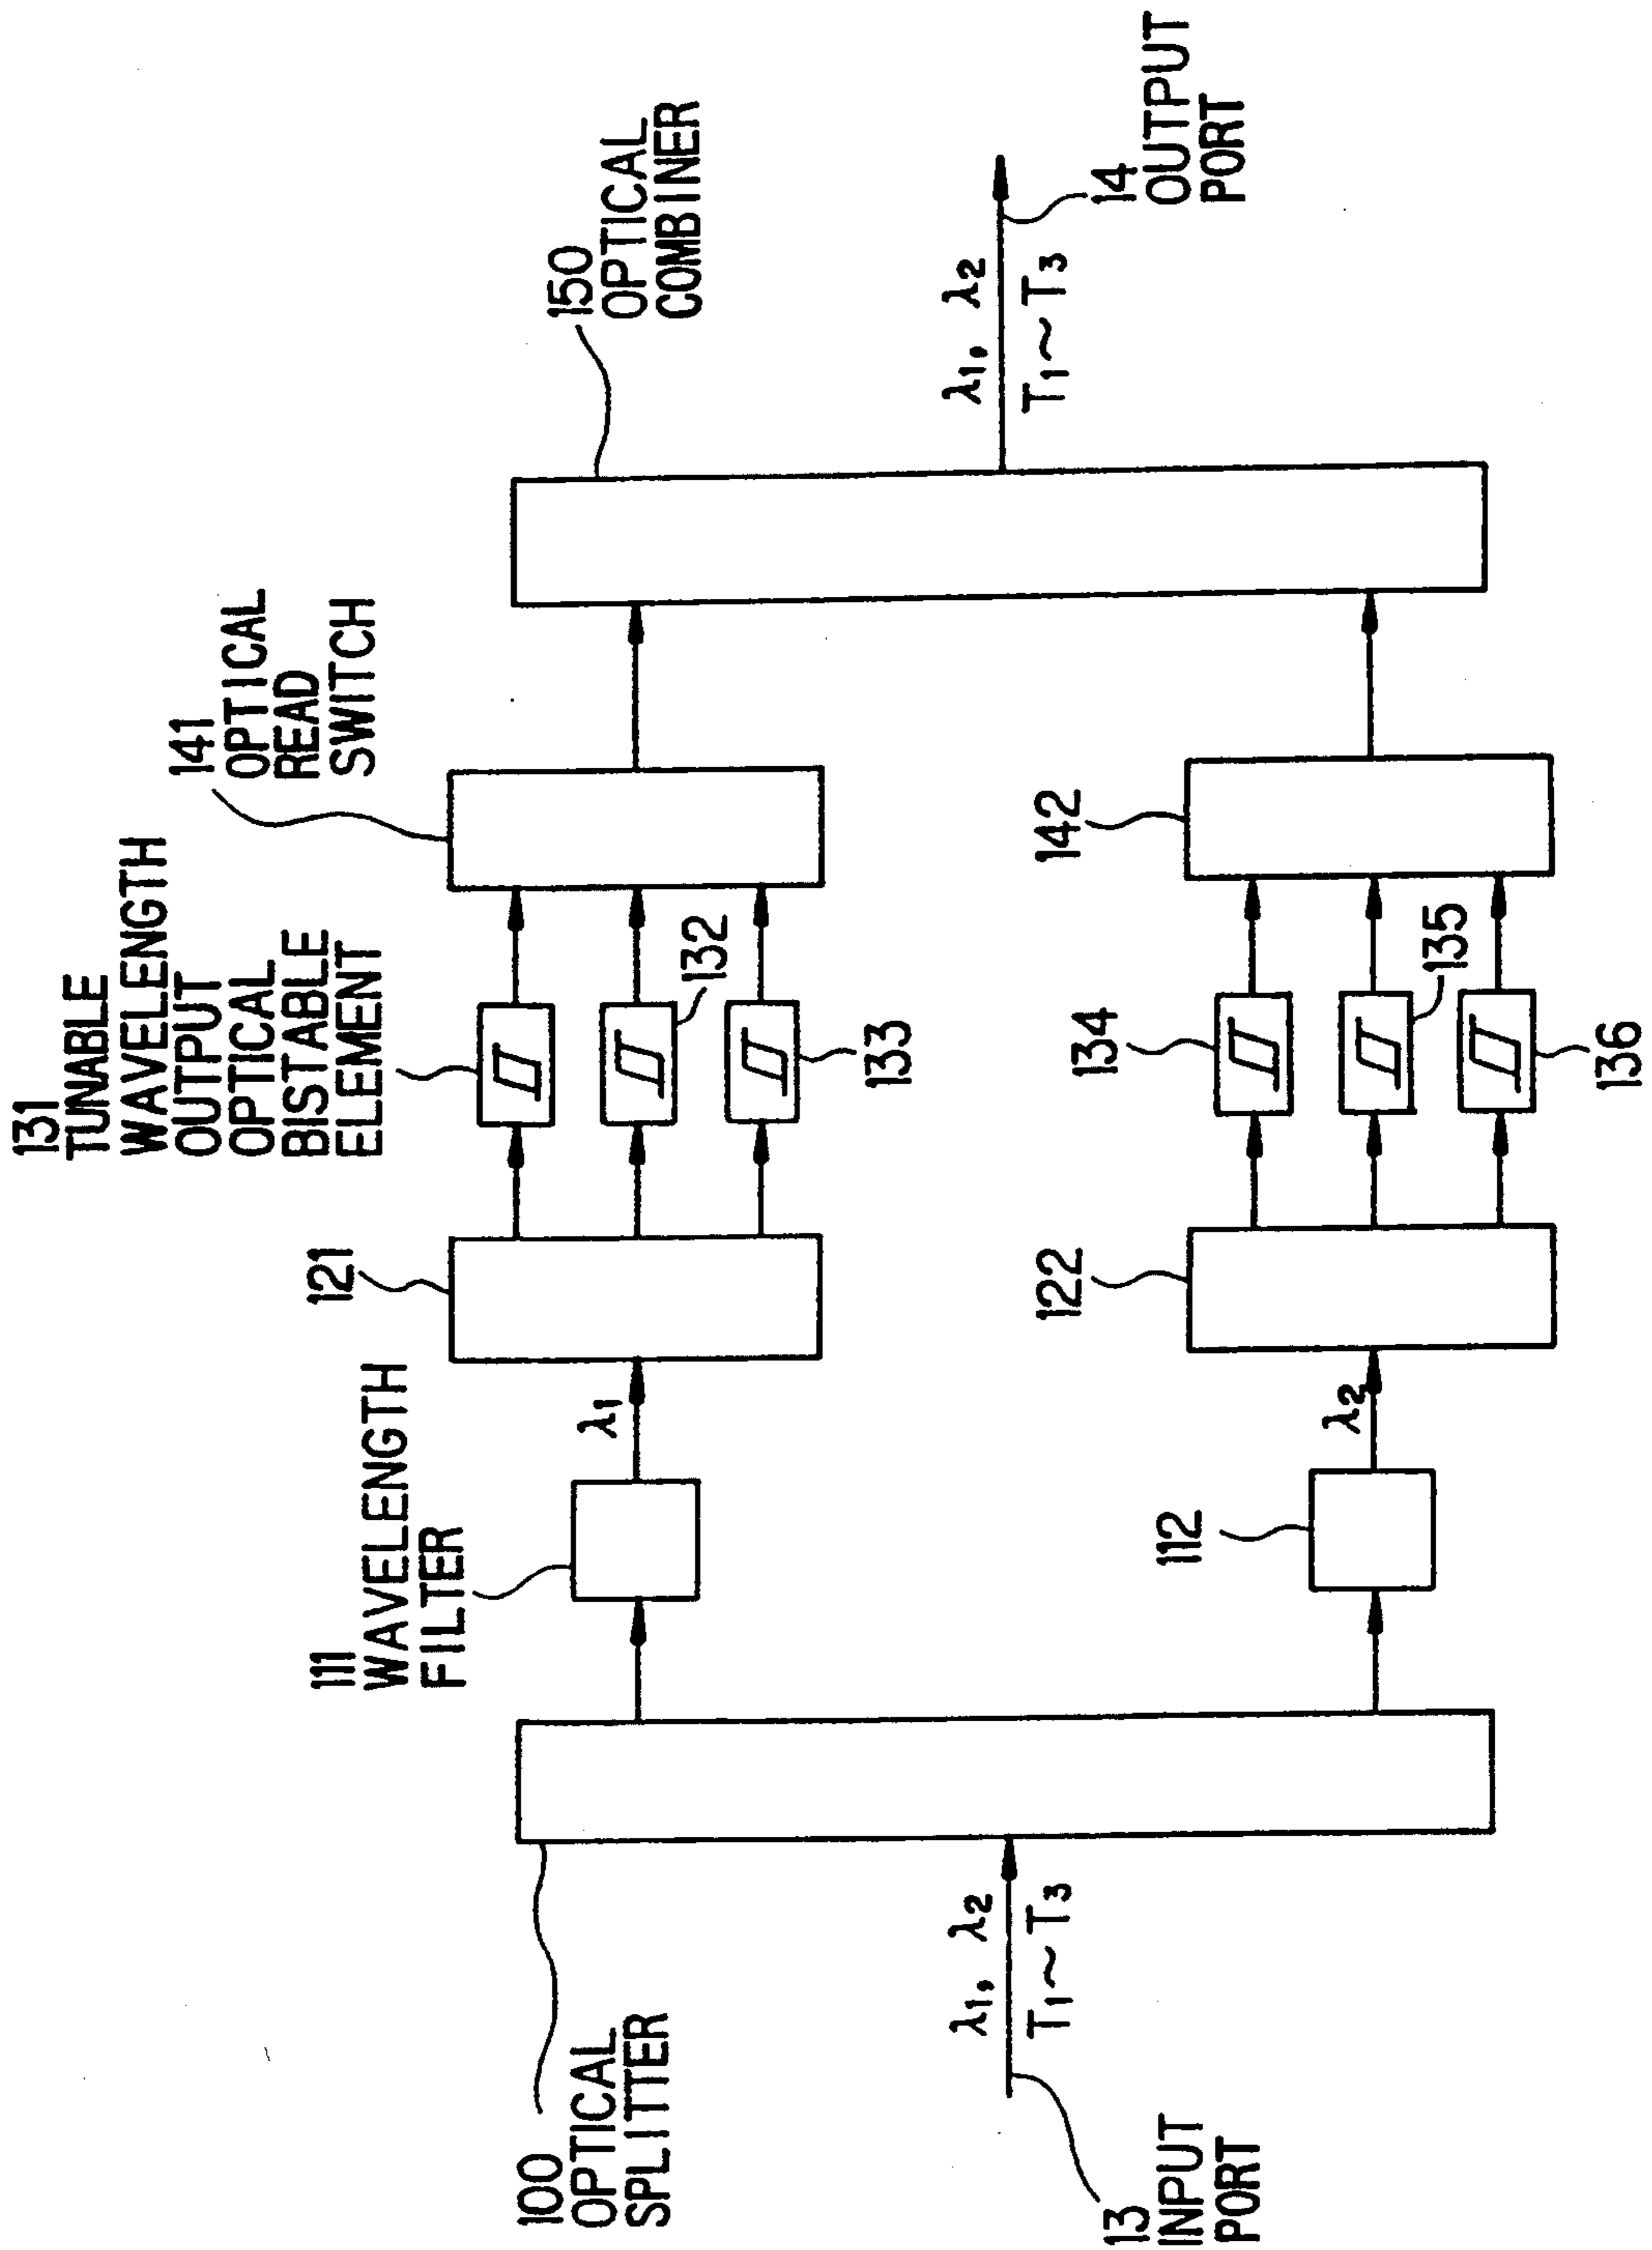 131
TUNABLE
WAVELENGTH
OUTPUT
OPTICAL
BISTABLE
ELEMENT
141
OPTICAL
READ
SWITCH
150
OPTICAL
COMBINER
111
WAVELENGTH
FILTER
121
λ1
132
133
100
OPTICAL
SPLITTER
λ1, λ2
T1~T3
13
INPUT
PORT
λ1, λ2
T1~T3
14
OUTPUT
PORT
112
λ2
122
134
135
136
142